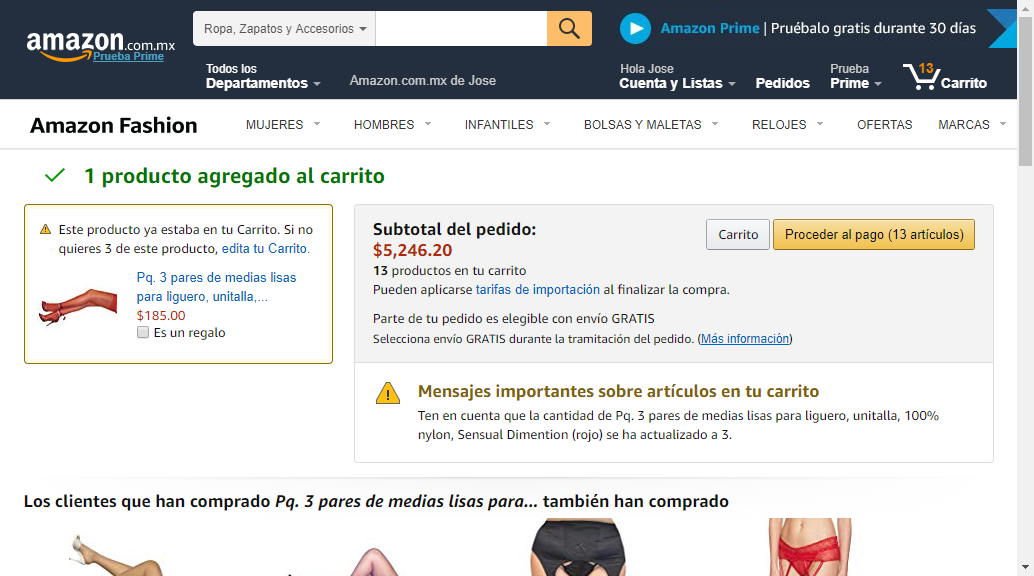 amazon.com.mx
Prueba Prime
Ropa, Zapatos y Accesorios
Amazon Prime | Pruébalo gratis durante 30 días
Todos los
Departamentos
Amazon.com.mx de Jose
Hola Jose
Cuenta y Listas
Pedidos
Prueba
Prime
13
Carrito
Amazon Fashion
MUJERES
HOMBRES
INFANTILES
BOLSAS Y MALETAS
RELOJES
OFERTAS
MARCAS
1 producto agregado al carrito
Este producto ya estaba en tu Carrito. Si no
quieres 3 de este producto, edita tu Carrito.
Pq. 3 pares de medias lisas
para liguero, unitalla,...
$185.00
Es un regalo
Subtotal del pedido:
$5,246.20
13 productos en tu carrito
Pueden aplicarse tarifas de importación al finalizar la compra.
Parte de tu pedido es elegible con envío GRATIS
Selecciona envío GRATIS durante la tramitación del pedido. (Más información)
Carrito
Proceder al pago (13 artículos)
Mensajes importantes sobre artículos en tu carrito
Ten en cuenta que la cantidad de Pq. 3 pares de medias lisas para liguero, unitalla, 100%
nylon, Sensual Dimention (rojo) se ha actualizado a 3.
Los clientes que han comprado Pq. 3 pares de medias lisas para... también han comprado